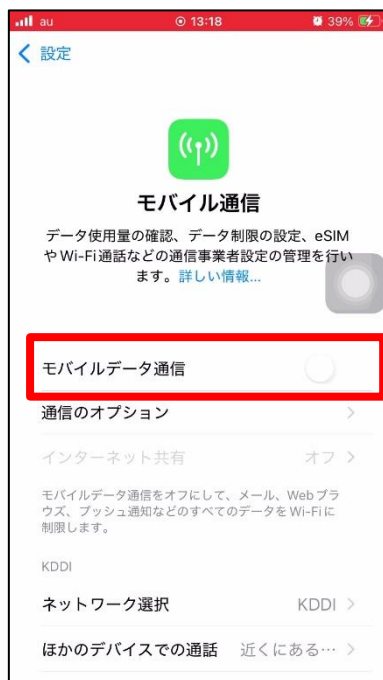 au 13:18 39%
設定
モバイル通信
データ使用量の確認、データ制限の設定、eSIM
やWi-Fi通話などの通信事業者設定の管理を行い
ます。詳しい情報...
モバイルデータ通信
通信のオプション
インターネット共有 オフ
モバイルデータ通信をオフにして、メール、Webブラ
ウズ、プッシュ通知などのすべてのデータをWi-Fiに
制限します。
KDDI
ネットワーク選択 KDDI
ほかのデバイスでの通話 近くにある…